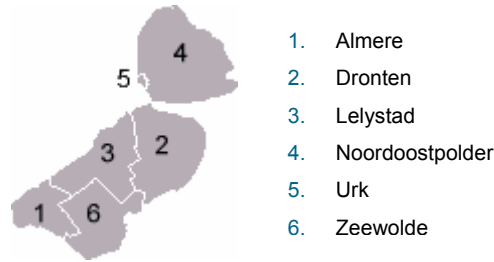 4
5
3
2
1
6
1. Almere
2. Dronten
3. Lelystad
4. Noordoostpolder
5. Urk
6. Zeewolde